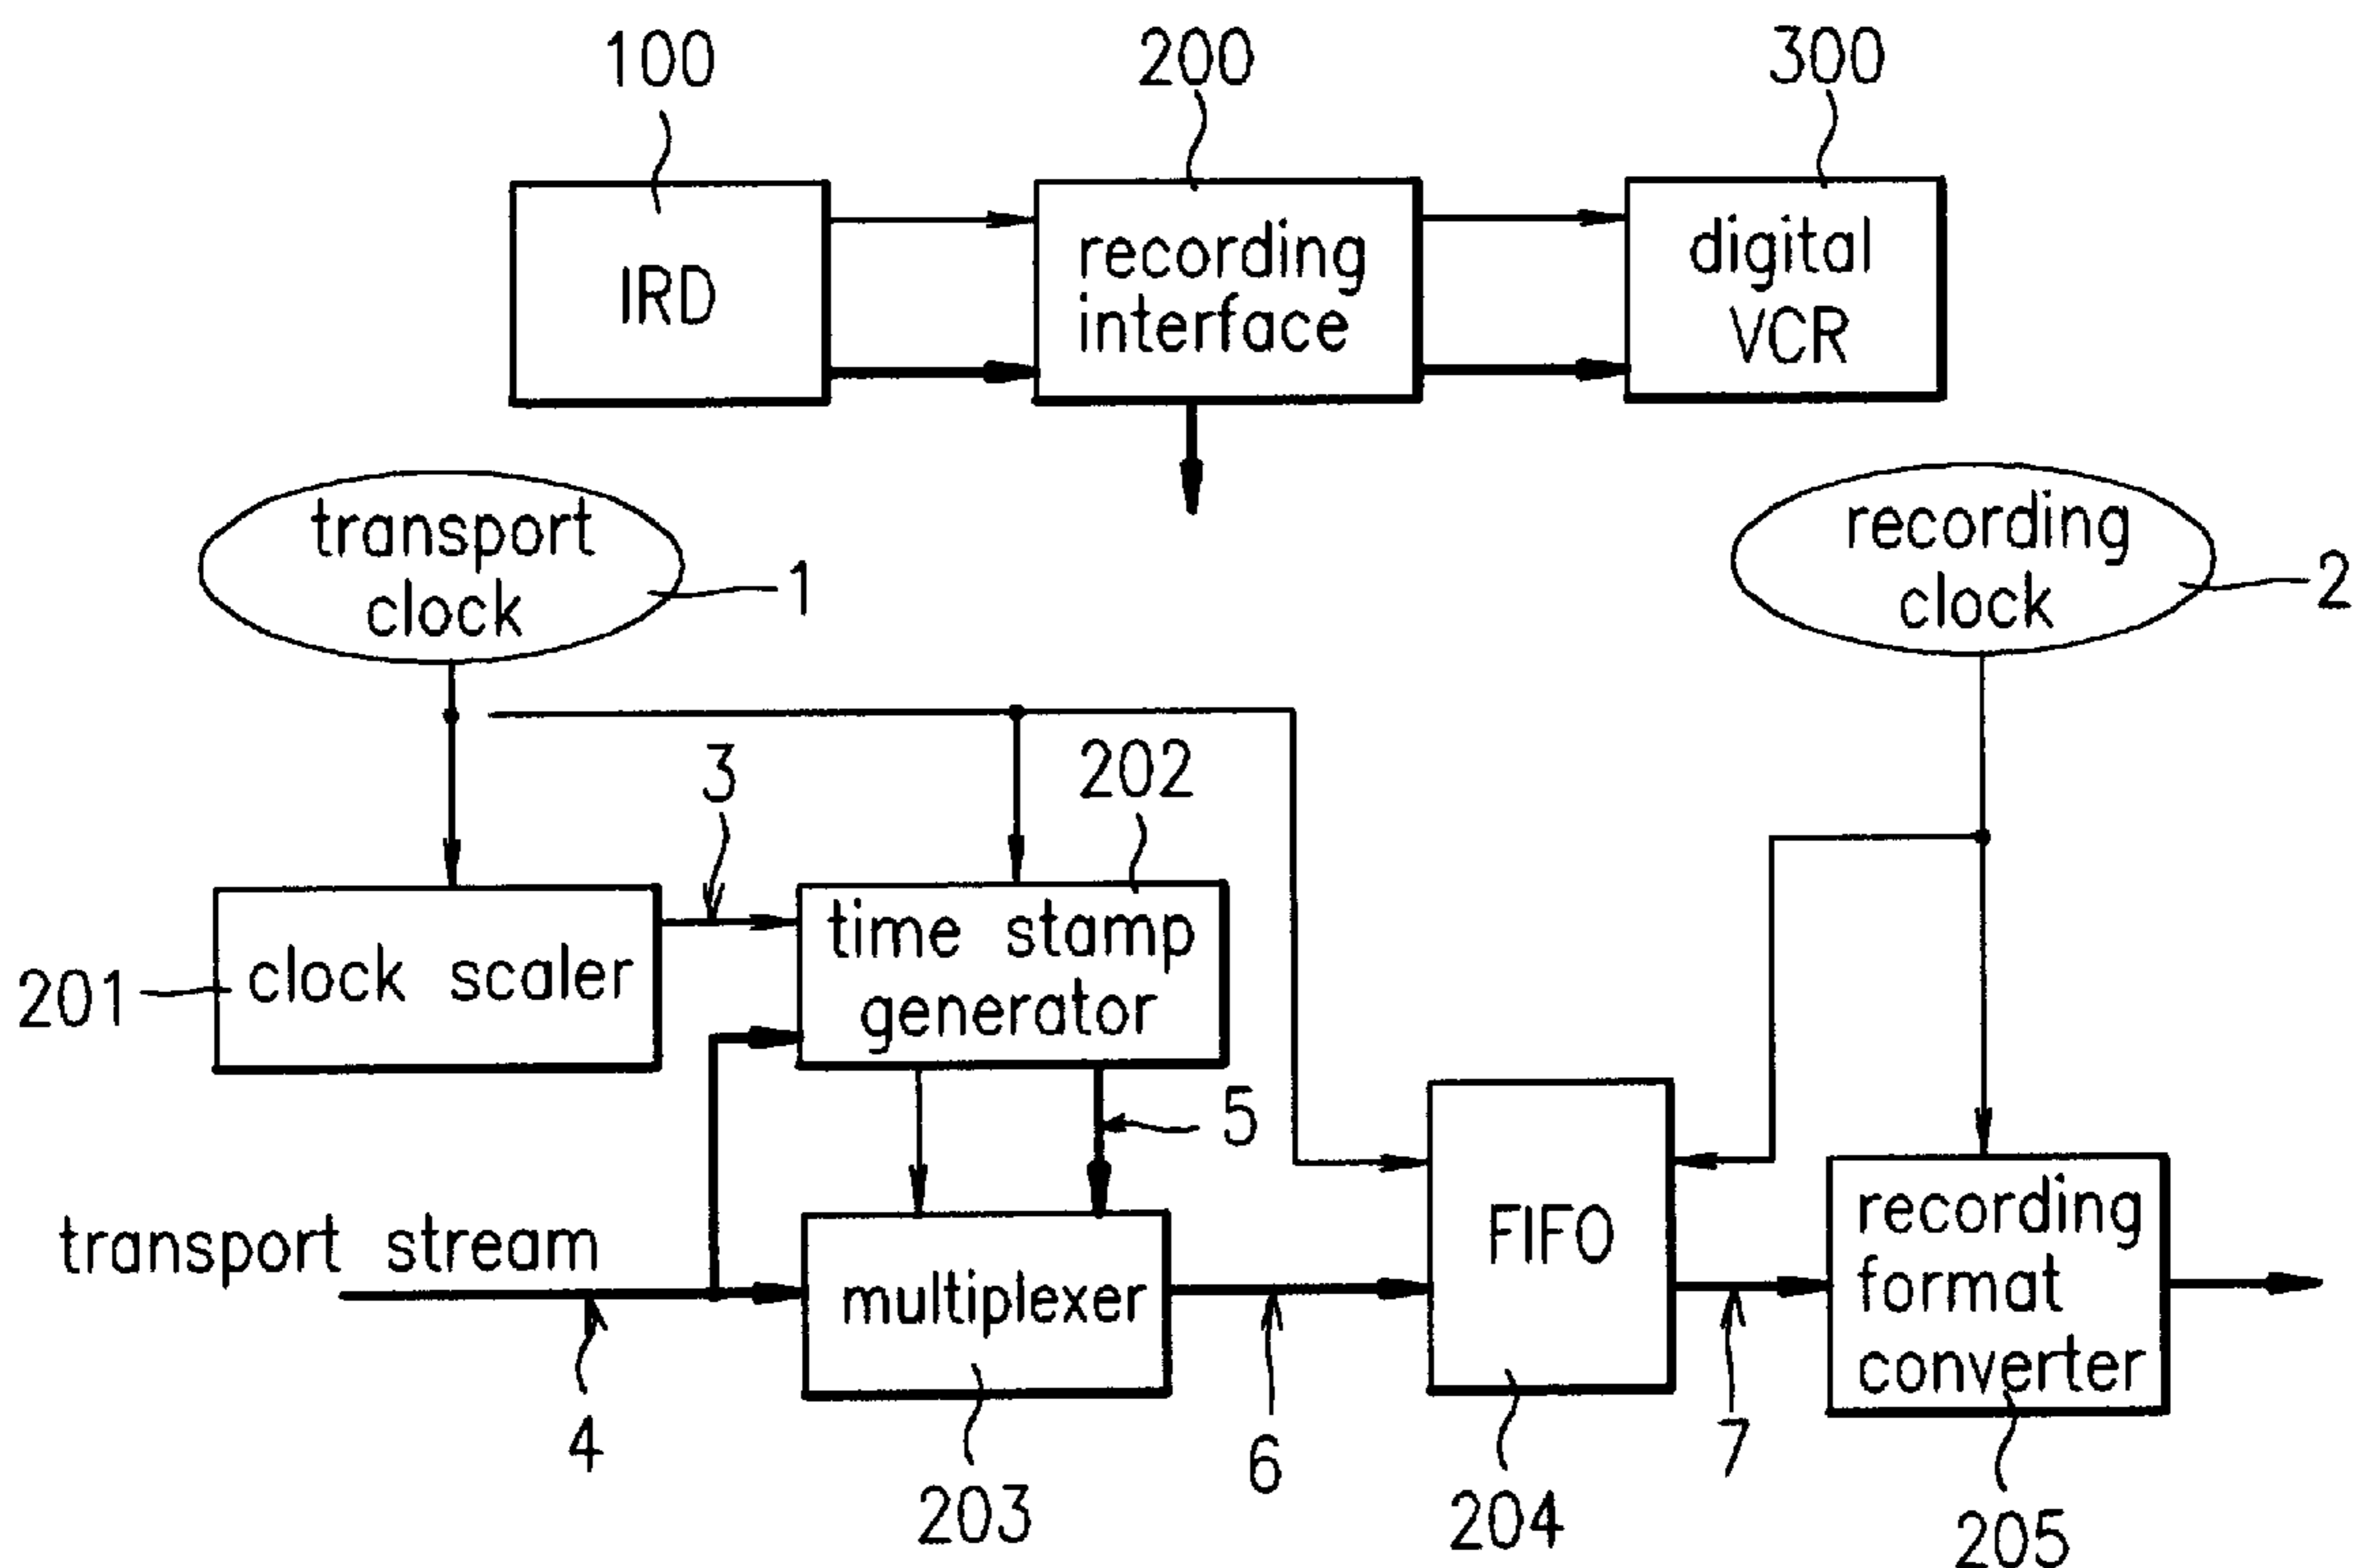 100
200
300
IRD
recording
interface
digital
VCR
transport
clock
1
recording
clock
2
3
202
201
clock scaler
time stamp
generator
5
transport stream
multiplexer
FIFO
recording
format
converter
4
203
6
204
7
205